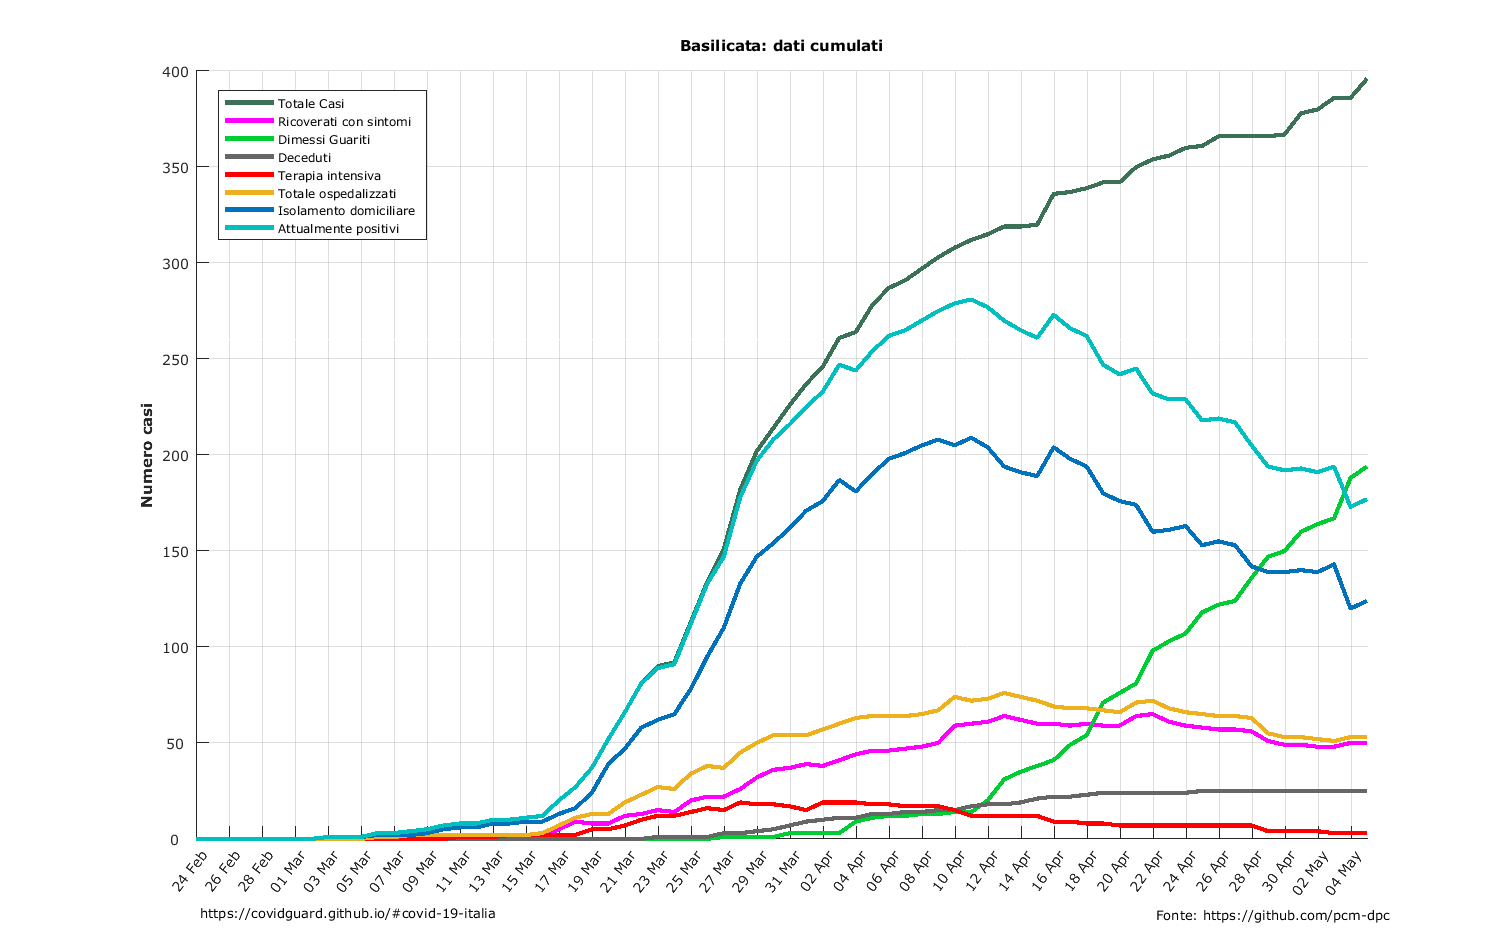 Basilicata: dati cumulati
400
350
300
250
200
150
100
50
0
Numero casi
Totale Casi
Ricoverati con sintomi
Dimessi Guariti
Deceduti
Terapia intensiva
Totale ospedalizzati
Isolamento domiciliare
Attualmente positivi
24 Feb
26 Feb
28 Feb
01 Mar
03 Mar
05 Mar
07 Mar
09 Mar
11 Mar
13 Mar
15 Mar
17 Mar
19 Mar
21 Mar
23 Mar
25 Mar
27 Mar
29 Mar
31 Mar
02 Apr
04 Apr
06 Apr
08 Apr
10 Apr
12 Apr
14 Apr
16 Apr
18 Apr
20 Apr
22 Apr
24 Apr
26 Apr
28 Apr
30 Apr
02 May
04 May
https://covidguard.github.io/#covid-19-italia
Fonte: https://github.com/pcm-dpc